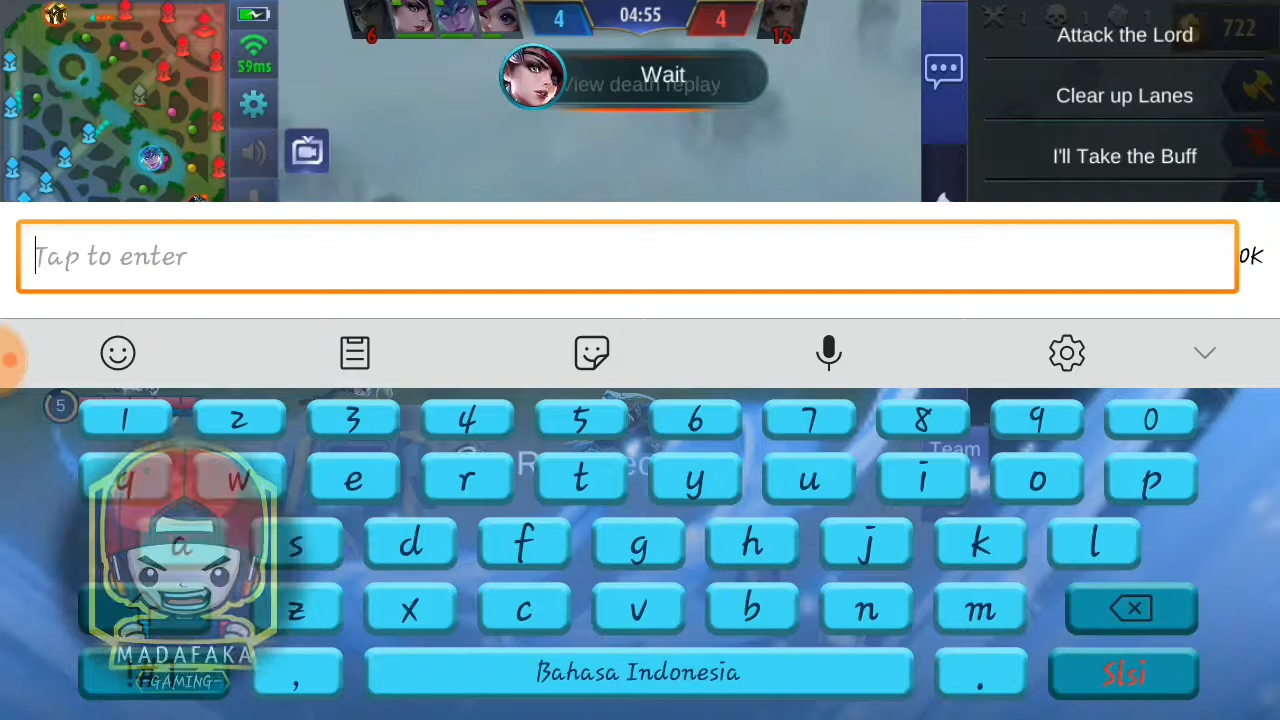 4 04:55 4
722
6
15
59ms
Wait
View death replay
Attack the Lord
Clear up Lanes
I'll Take the Buff
Tap to enter
OK
5
Team
1 2 3 4 5 6 7 8 9 0
q w e r t y u i o p
a s d f g h j k l
z x c v b n m
, Bahasa Indonesia . Slsi
MADAFAKA
-GAMING-